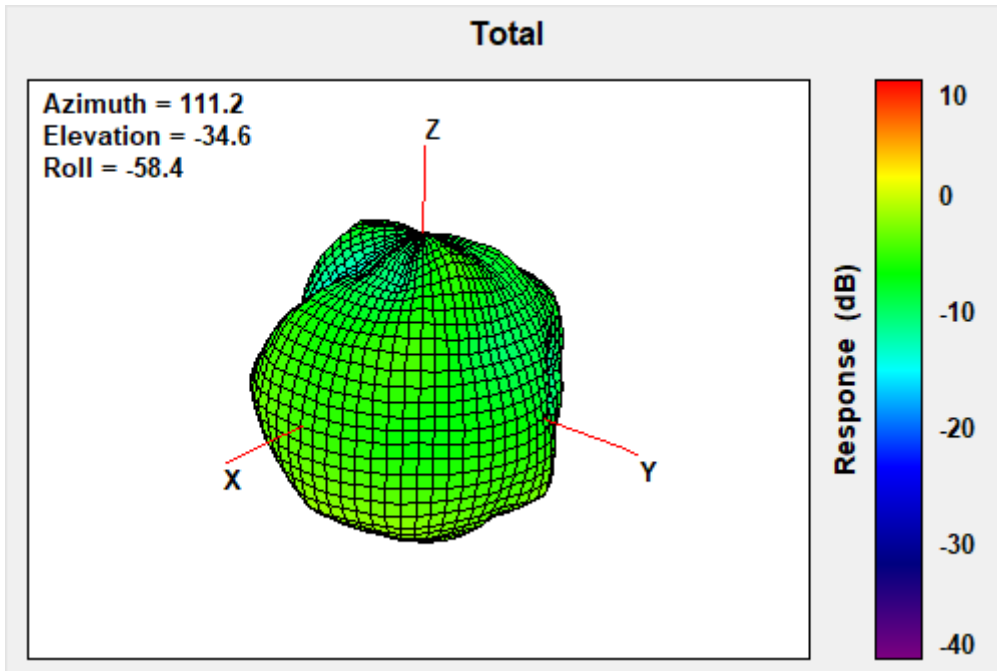 Total
Azimuth = 111.2
Elevation = -34.6
Roll = -58.4
Z
X
Y
10
0
-10
-20
-30
-40
Response (dB)